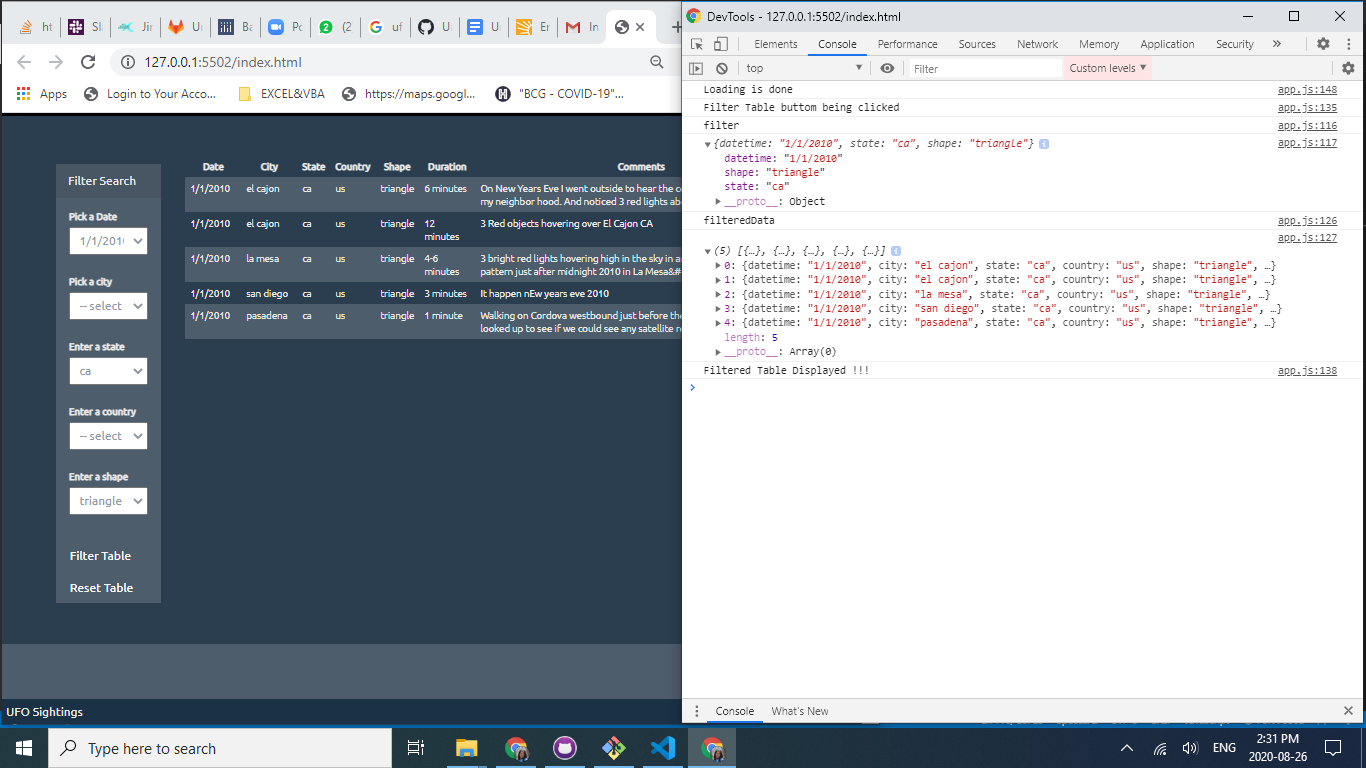 ht
Sl
Jir
Ur
Ba
Pc
(2
uf
U
U
Er
In
DevTools - 127.0.0.1:5502/index.html
127.0.0.1:5502/index.html
Elements Console Performance Sources Network Memory Application Security »
top Filter Custom levels
Apps Login to Your Acco... EXCEL&VBA https://maps.googl... "BCG - COVID-19"...
Filter Search
Pick a Date
1/1/201
Pick a city
-- select
Enter a state
ca
Enter a country
-- select
Enter a shape
triangle
Filter Table
Reset Table
Date City State Country Shape Duration Comments
1/1/2010 el cajon ca us triangle 6 minutes On New Years Eve I went outside to hear the
my neighbor hood. And noticed 3 red lights
1/1/2010 el cajon ca us triangle 12 minutes 3 Red objects hovering over El Cajon CA
1/1/2010 la mesa ca us triangle 4-6 minutes 3 bright red lights hovering high in the sky in
pattern just after midnight 2010 in La Mesa&#
1/1/2010 san diego ca us triangle 3 minutes It happen nEw years eve 2010
1/1/2010 pasadena ca us triangle 1 minute Walking on Cordova westbound just before the
looked up to see if we could see any satellite
UFO Sightings
Loading is done app.js:148
Filter Table buttom being clicked app.js:135
filter app.js:116
app.js:117
{datetime: "1/1/2010", state: "ca", shape: "triangle"}
datetime: "1/1/2010"
shape: "triangle"
state: "ca"
__proto__: Object
filteredData app.js:126
app.js:127
(5) [{…}, {…}, {…}, {…}, {…}]
0: {datetime: "1/1/2010", city: "el cajon", state: "ca", country: "us", shape: "triangle", …}
1: {datetime: "1/1/2010", city: "el cajon", state: "ca", country: "us", shape: "triangle", …}
2: {datetime: "1/1/2010", city: "la mesa", state: "ca", country: "us", shape: "triangle", …}
3: {datetime: "1/1/2010", city: "san diego", state: "ca", country: "us", shape: "triangle", …}
4: {datetime: "1/1/2010", city: "pasadena", state: "ca", country: "us", shape: "triangle", …}
length: 5
__proto__: Array(0)
Filtered Table Displayed !!! app.js:138
Console What's New
Type here to search
ENG
2:31 PM
2020-08-26